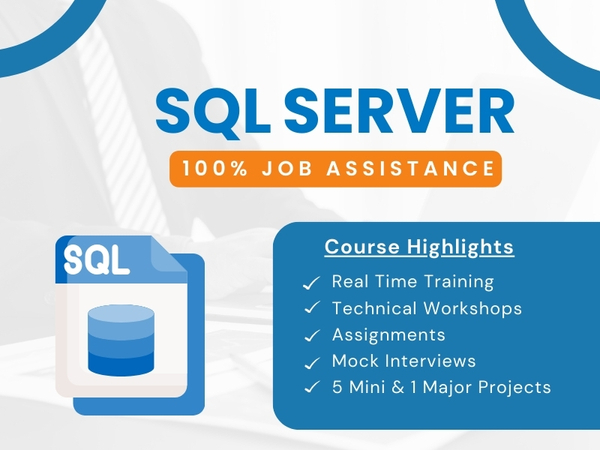 SQL SERVER
100% JOB ASSISTANCE
SQL
Course Highlights
Real Time Training
Technical Workshops
Assignments
Mock Interviews
5 Mini & 1 Major Projects